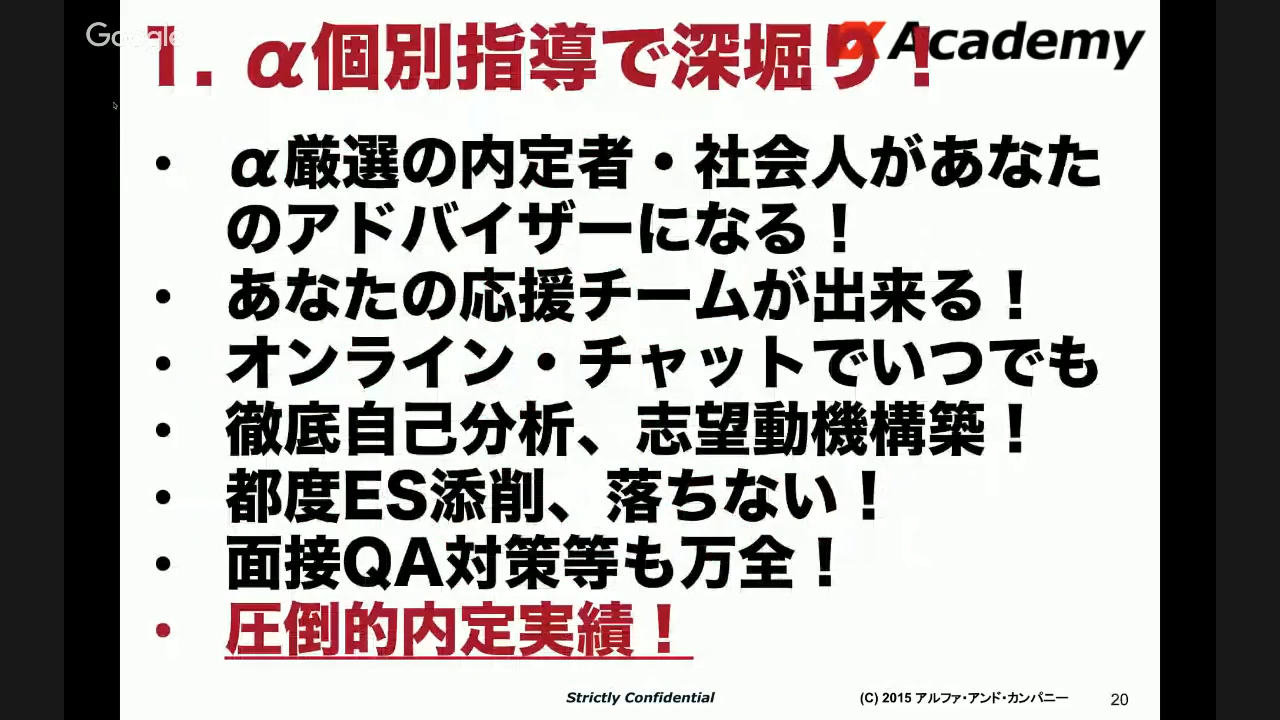 Google
1. α個別指導で深堀り！
α Academy
• α厳選の内定者・社会人があなた
のアドバイザーになる！
• あなたの応援チームが出来る！
• オンライン・チャットでいつでも
• 徹底自己分析、志望動機構築！
• 都度ES添削、落ちない！
• 面接QA対策等も万全！
• 圧倒的内定実績！
Strictly Confidential
(C) 2015 アルファ・アンド・カンパニー
20